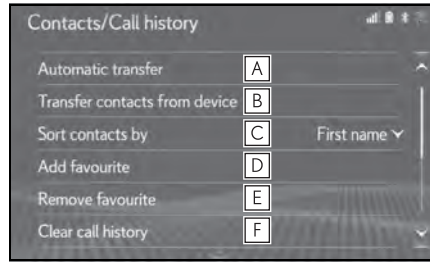 Contacts/Call history
Automatic transfer A
Transfer contacts from device B
Sort contacts by C First name
Add favourite D
Remove favourite E
Clear call history F